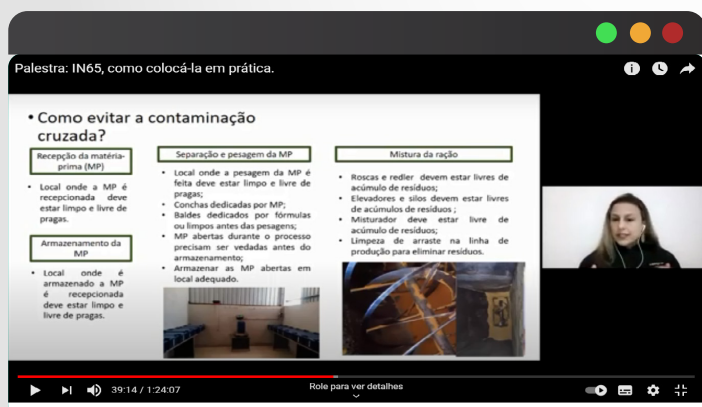 Palestra: IN65, como colocá-la em prática.
• Como evitar a contaminação
cruzada?
Recepção da matéria-
prima (MP)
• Local onde a MP é
recepcionada deve
estar limpo e livre de
pragas.
Armazenamento da
MP
• Local onde é
armazenado a MP
é recepcionada
deve estar limpo e
livre de pragas.
Separação e pesagem da MP
• Local onde a pesagem da MP é
feita deve estar limpo e livre de
pragas;
• Conchas dedicadas por MP;
• Baldes dedicados por fórmulas
ou limpos antes das pesagens;
• MP abertas durante o processo
precisam ser vedadas antes do
armazenamento;
• Armazenar as MP abertas em
local adequado.
Mistura da ração
• Roscas e redler devem estar livres de
acúmulo de resíduos;
• Elevadores e silos devem estar livres
de acúmulos de resíduos ;
• Misturador deve estar livre de
acúmulo de resíduos;
• Limpeza de arraste na linha de
produção para eliminar resíduos.
39:14 / 1:24:07
Role para ver detalhes